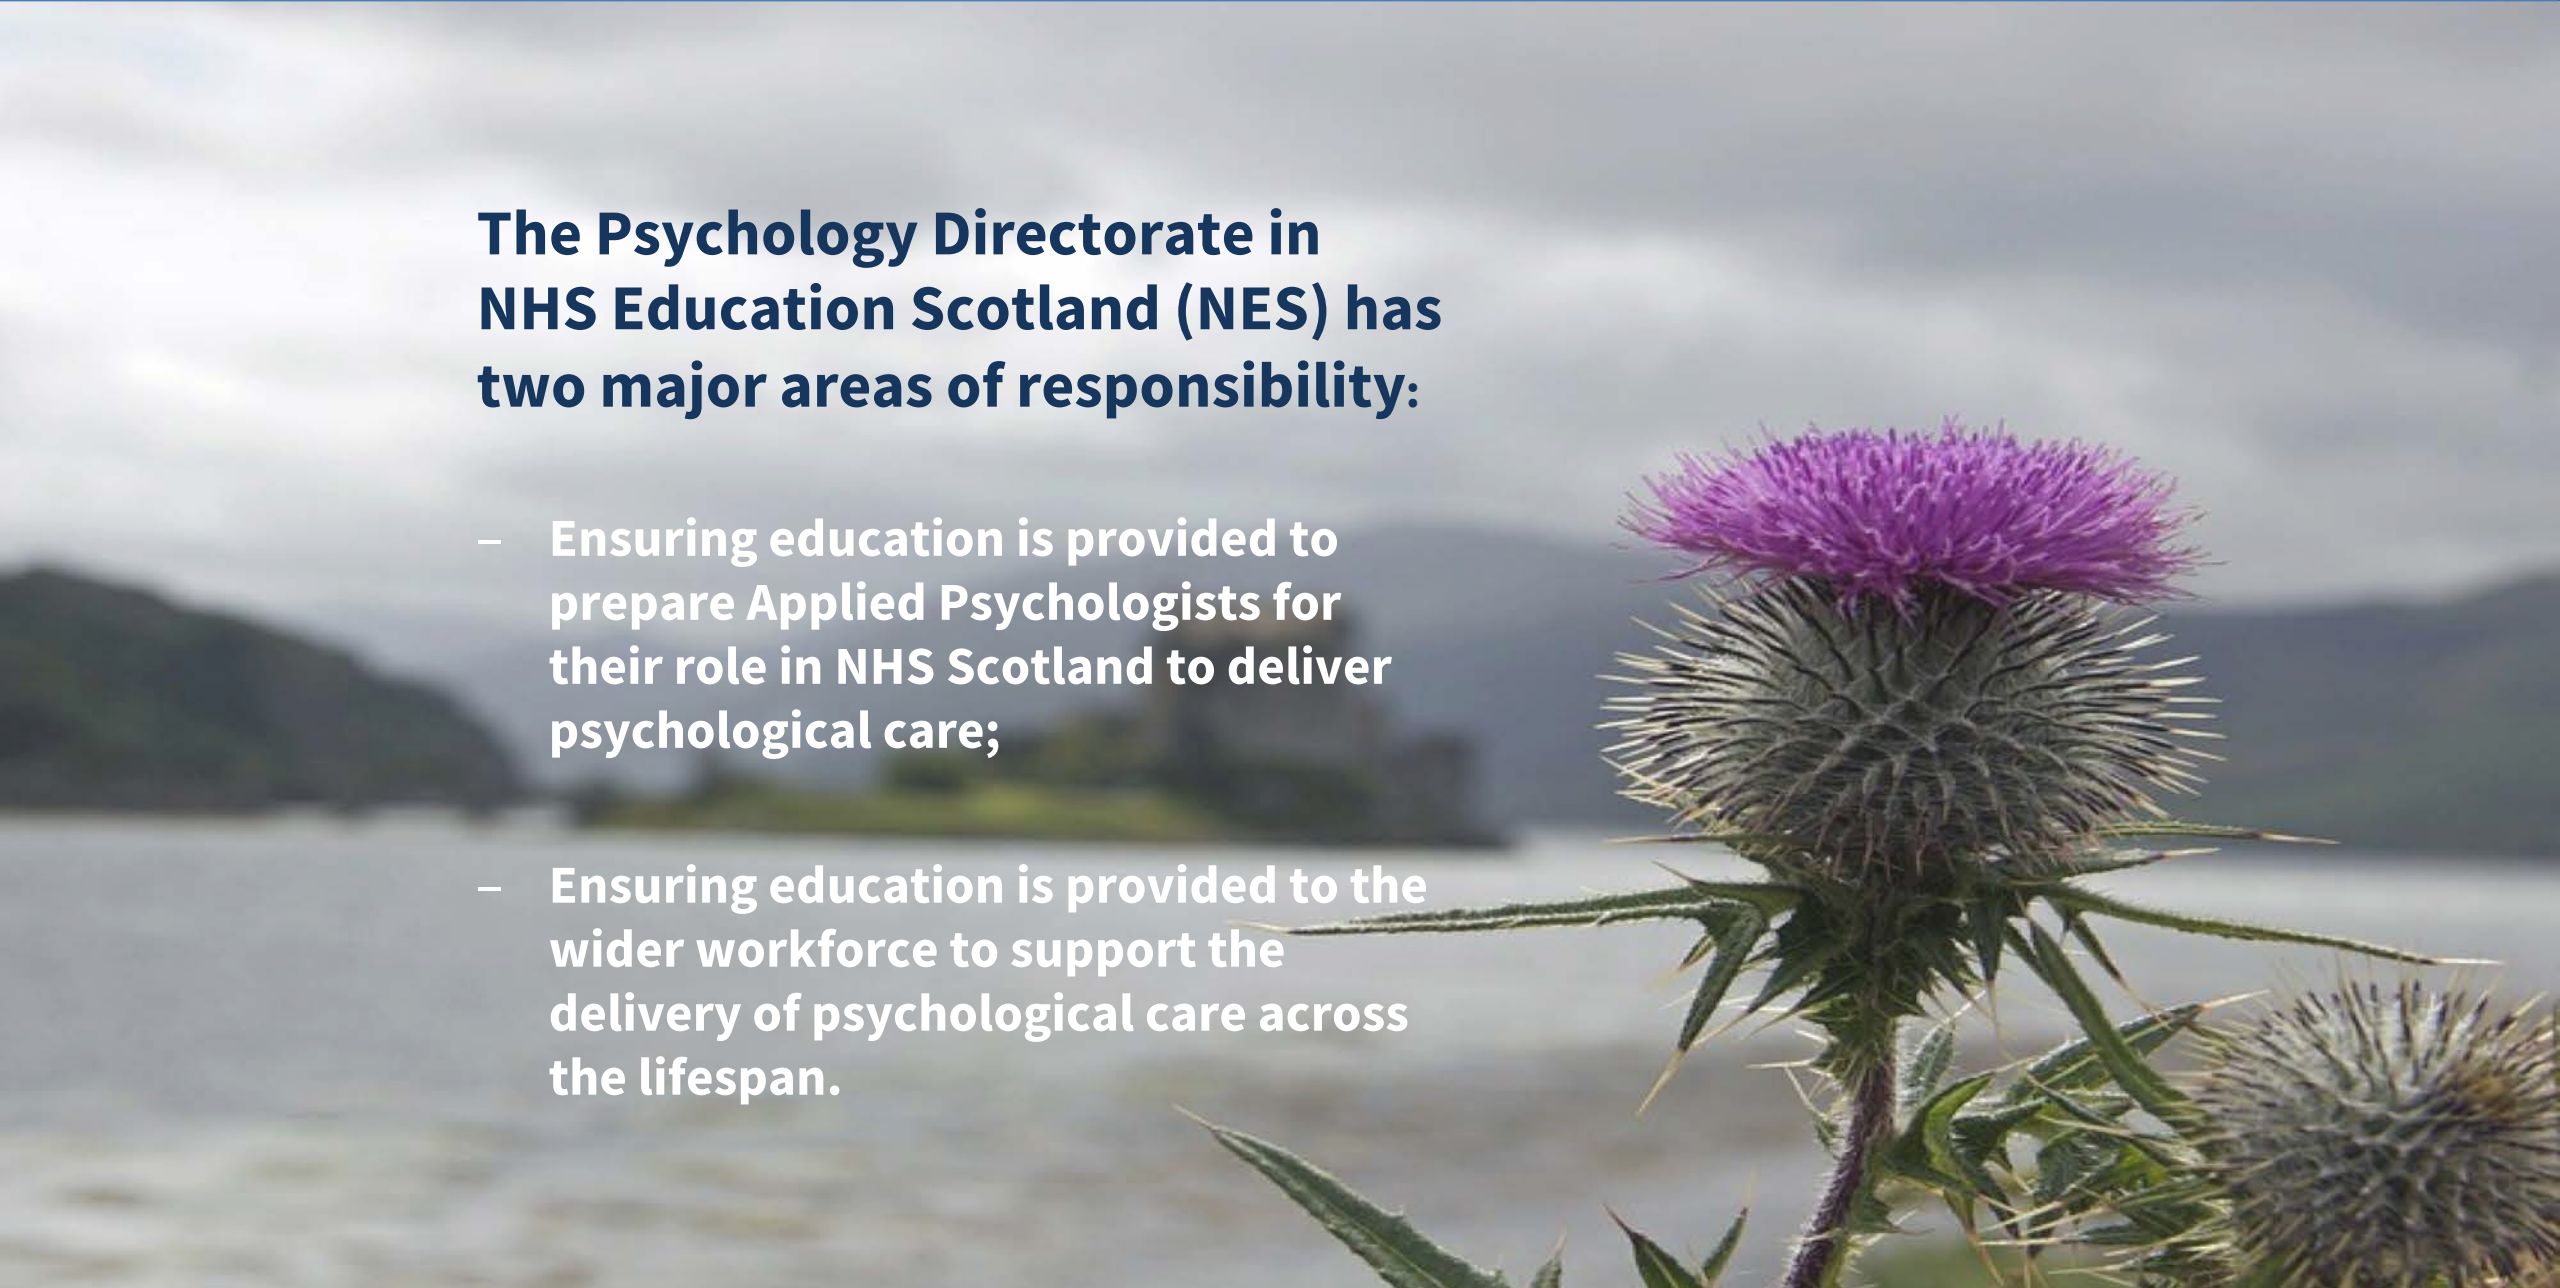 The Psychology Directorate in
NHS Education Scotland (NES) has
two major areas of responsibility:
– Ensuring education is provided to
prepare Applied Psychologists for
their role in NHS Scotland to deliver
psychological care;
– Ensuring education is provided to the
wider workforce to support the
delivery of psychological care across
the lifespan.